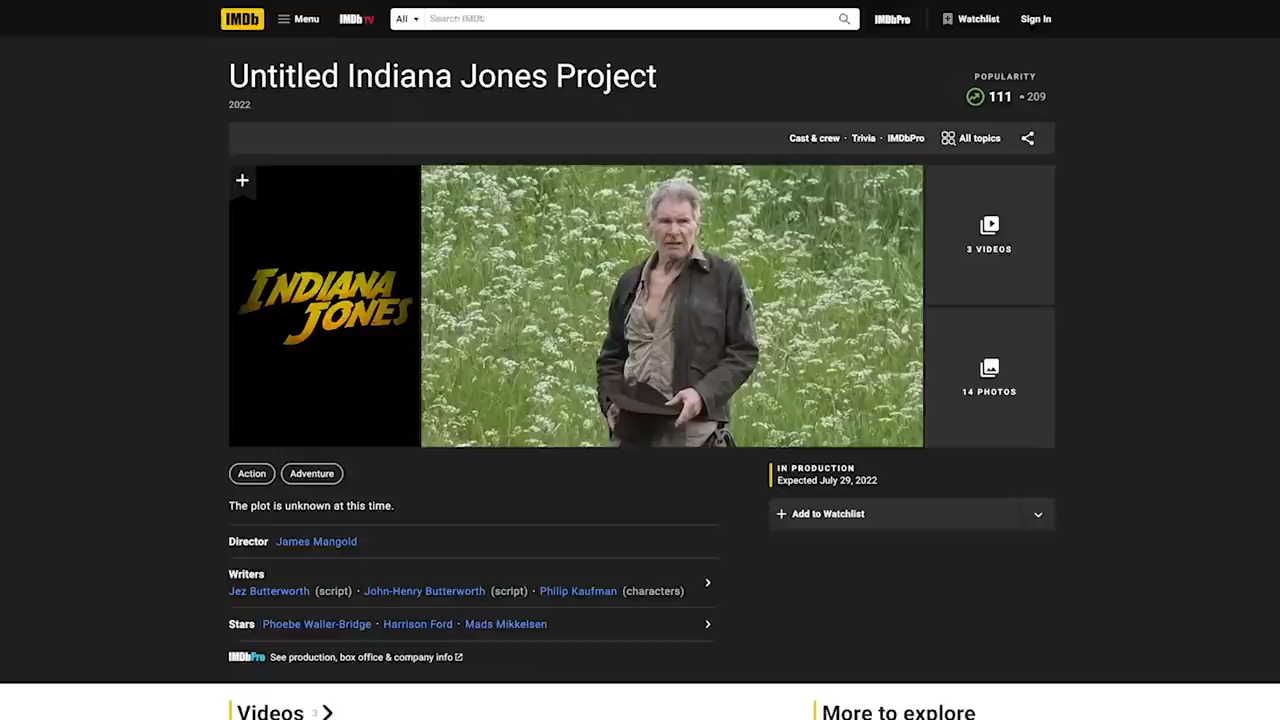 IMDb Menu IMDb TV All Search IMDb IMDbPro Watchlist Sign In
Untitled Indiana Jones Project
2022
POPULARITY
111 209
Cast & crew · Trivia · IMDbPro All topics
INDIANA
JONES
3 VIDEOS
14 PHOTOS
Action Adventure
IN PRODUCTION
Expected July 29, 2022
The plot is unknown at this time.
+ Add to Watchlist
Director James Mangold
Writers
Jez Butterworth (script) · John-Henry Butterworth (script) · Philip Kaufman (characters)
Stars Phoebe Waller-Bridge · Harrison Ford · Mads Mikkelsen
IMDbPro See production, box office & company info
Videos 3
More to explore